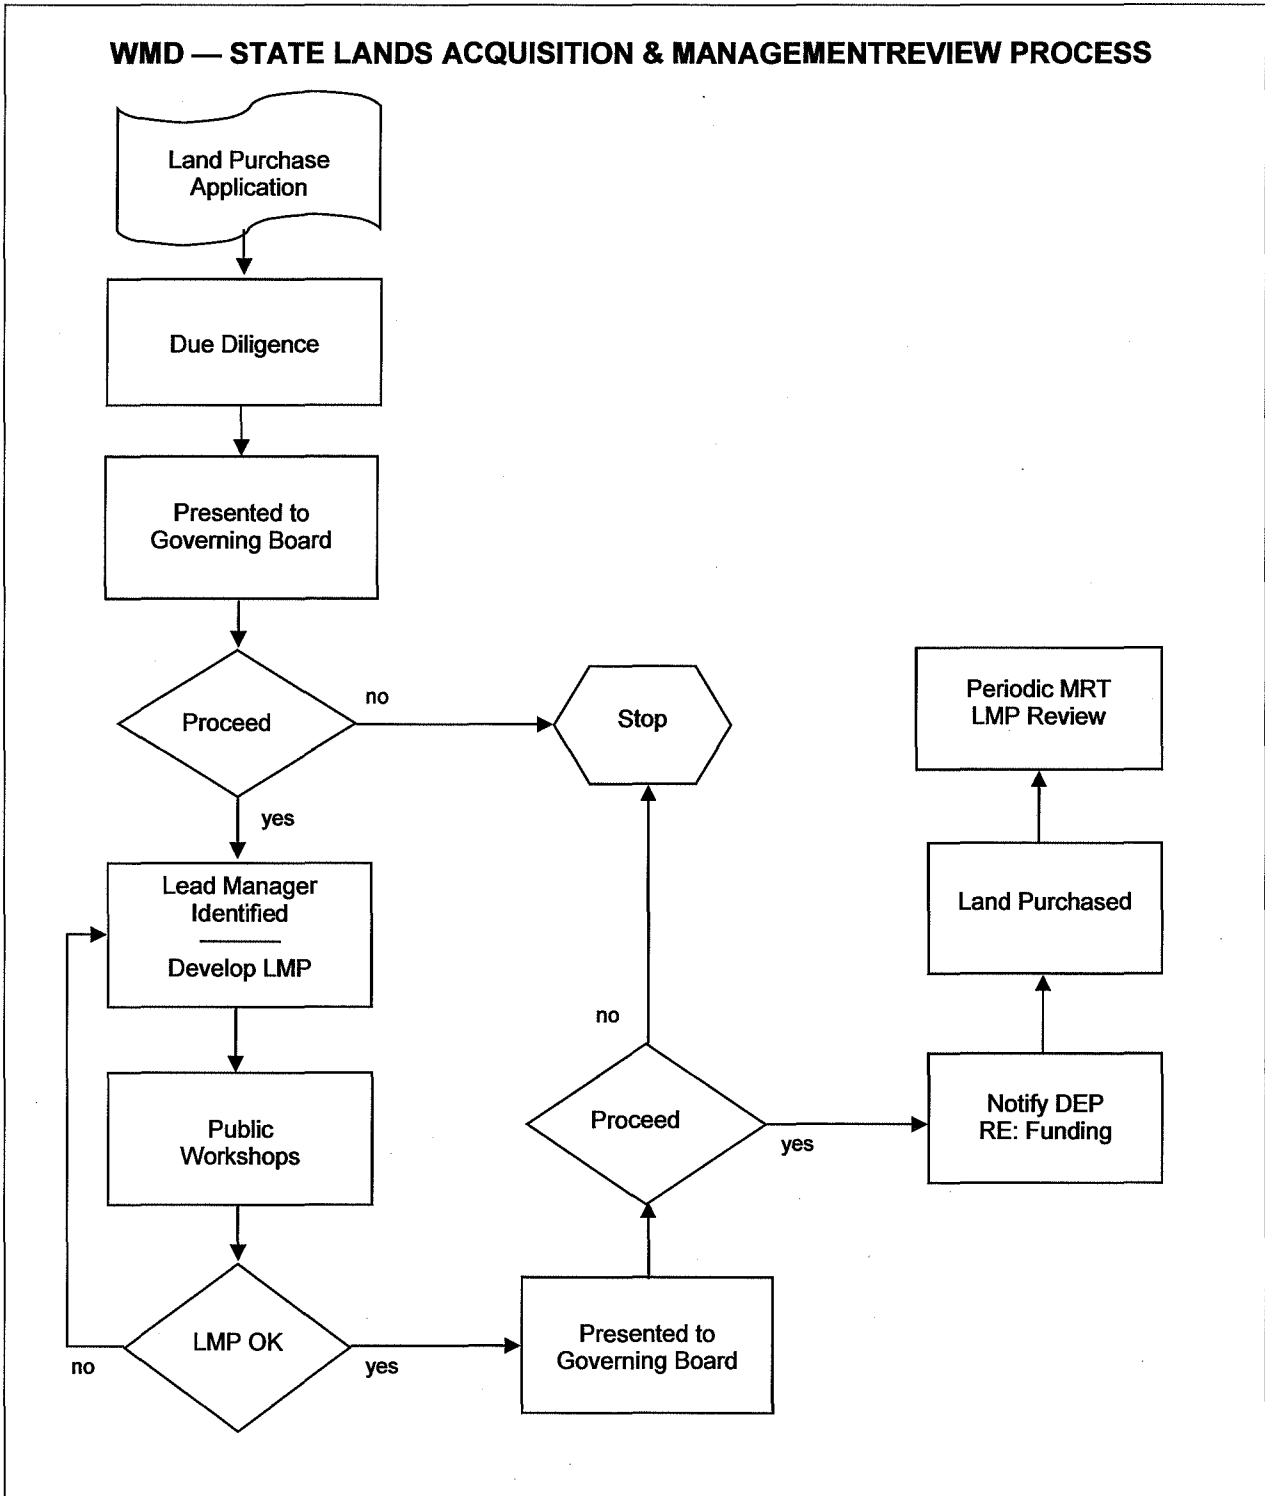 WMD — STATE LANDS ACQUISITION & MANAGEMENTREVIEW PROCESS
Land Purchase
Application
Due Diligence
Presented to
Governing Board
Proceed
no
Stop
yes
Lead Manager
Identified
Develop LMP
Public
Workshops
LMP OK
no
yes
Presented to
Governing Board
Proceed
no
yes
Notify DEP
RE: Funding
Land Purchased
Periodic MRT
LMP Review